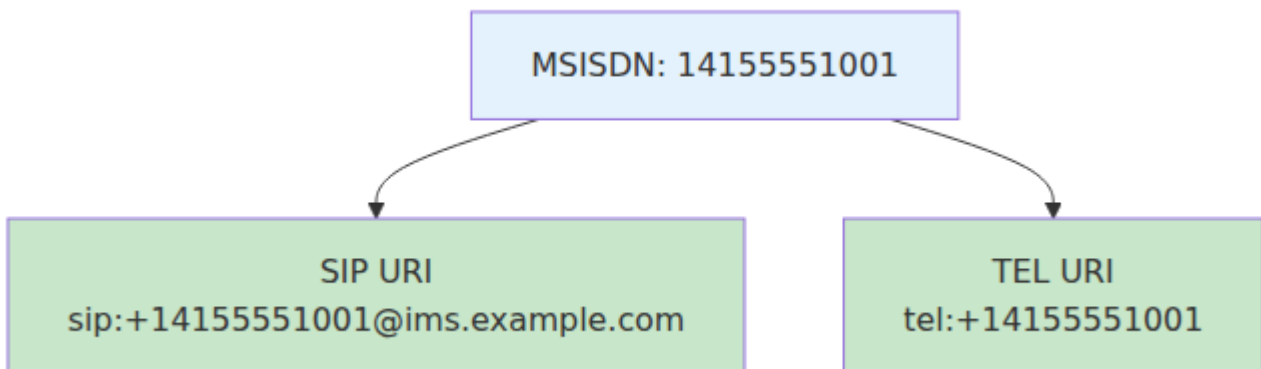 MSISDN: 14155551001
SIP URI
sip:+14155551001@ims.example.com
TEL URI
tel:+14155551001